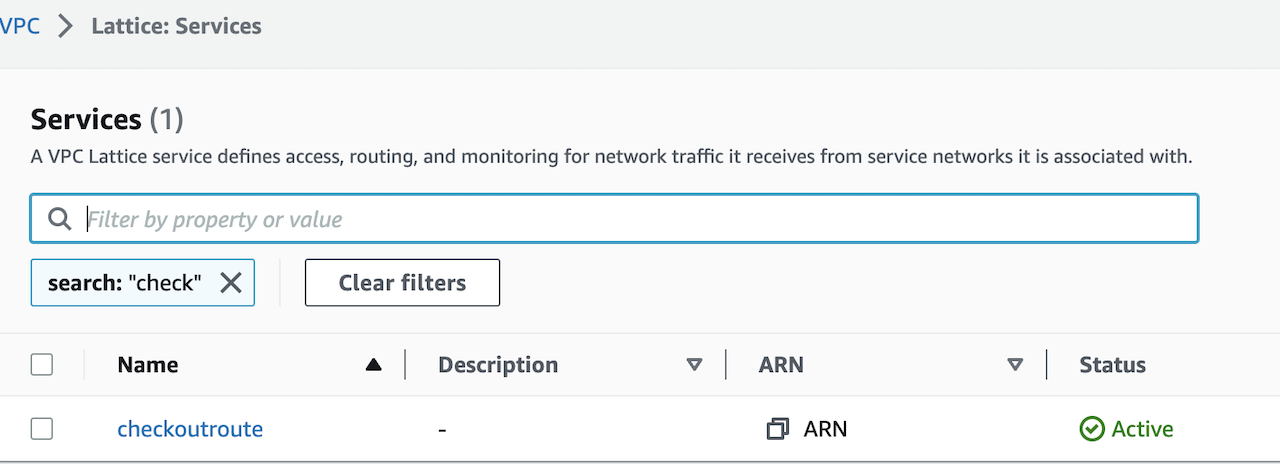 VPC > Lattice: Services
Services (1)
A VPC Lattice service defines access, routing, and monitoring for network traffic it receives from service networks it is associated with.
Filter by property or value
search: "check" Clear filters
Name Description ARN Status
checkoutroute - ARN Active